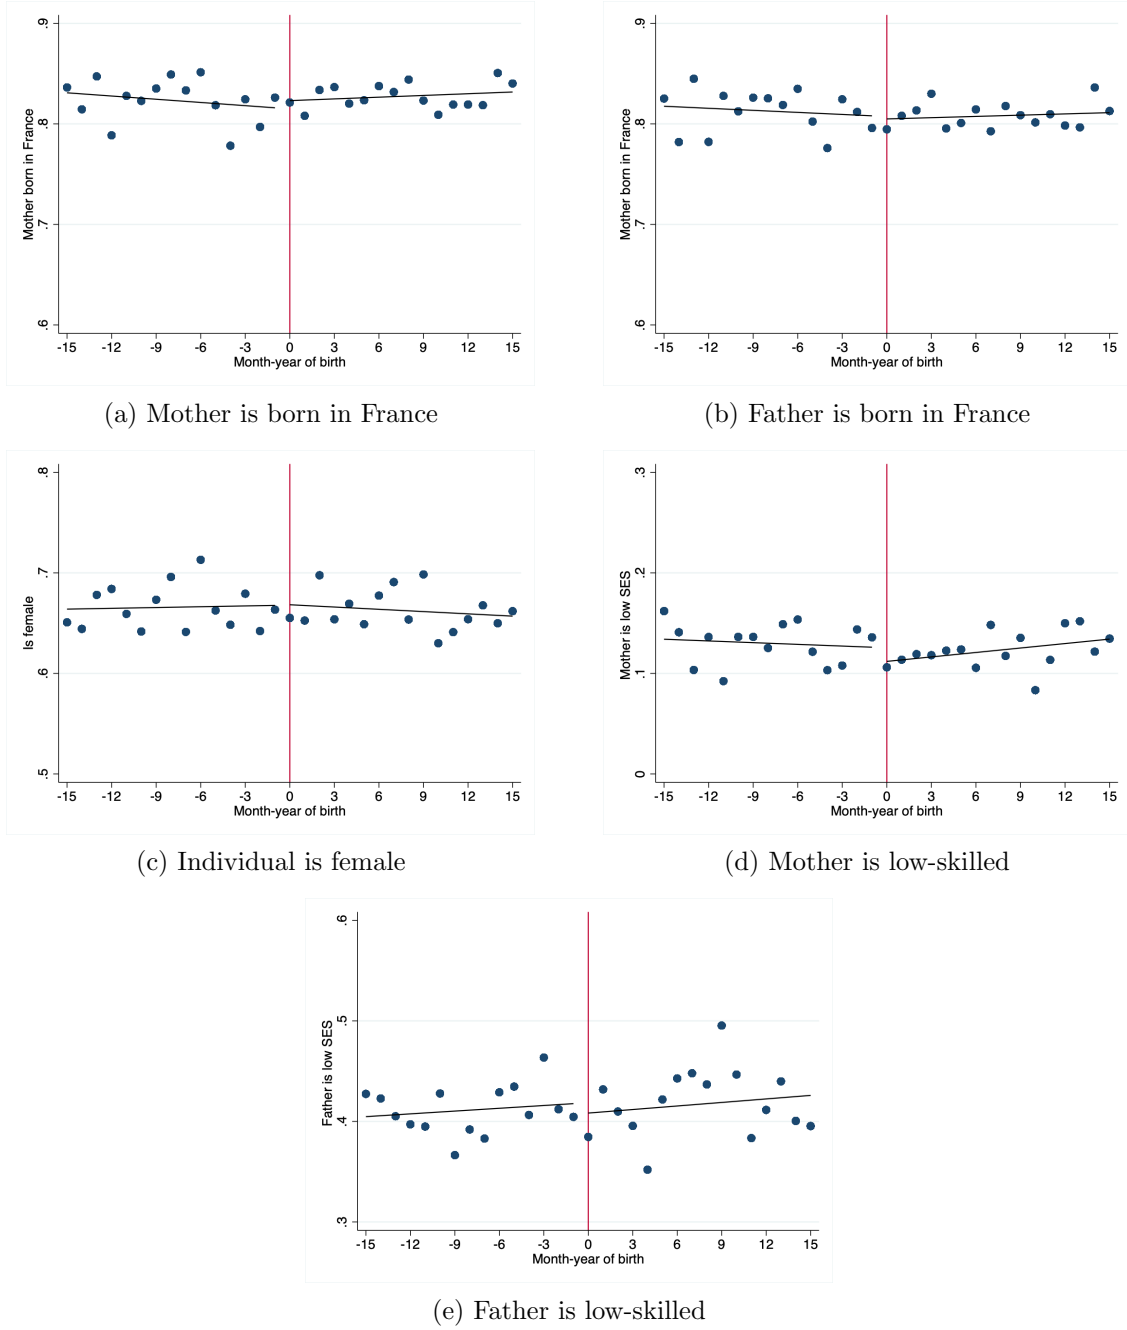 .9
.8
.7
.6
Mother born in France
-15 -12 -9 -6 -3 0 3 6 9 12 15
Month-year of birth
(a) Mother is born in France
.9
.8
.7
.6
Mother born in France
-15 -12 -9 -6 -3 0 3 6 9 12 15
Month-year of birth
(b) Father is born in France
.8
.7
.6
.5
Is female
-15 -12 -9 -6 -3 0 3 6 9 12 15
Month-year of birth
(c) Individual is female
.3
.2
.1
0
Mother is low SES
-15 -12 -9 -6 -3 0 3 6 9 12 15
Month-year of birth
(d) Mother is low-skilled
.6
.5
.4
.3
Father is low SES
-15 -12 -9 -6 -3 0 3 6 9 12 15
Month-year of birth
(e) Father is low-skilled